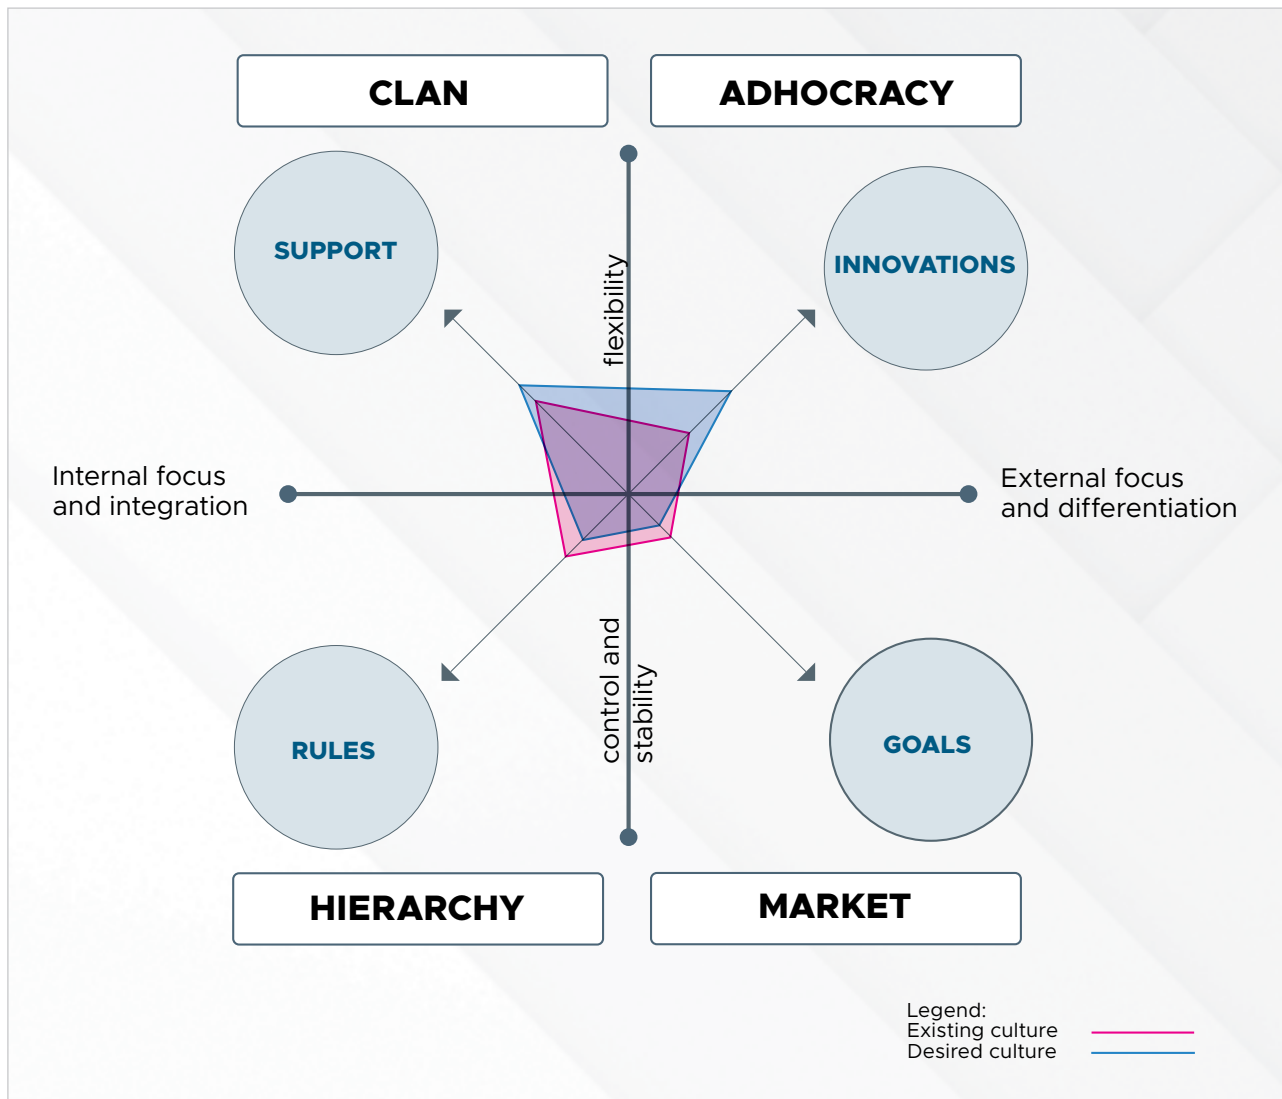 CLAN
ADHOCRACY
SUPPORT
INNOVATIONS
flexibility
Internal focus
and integration
External focus
and differentiation
control and
stability
RULES
GOALS
HIERARCHY
MARKET
Legend:
Existing culture
Desired culture